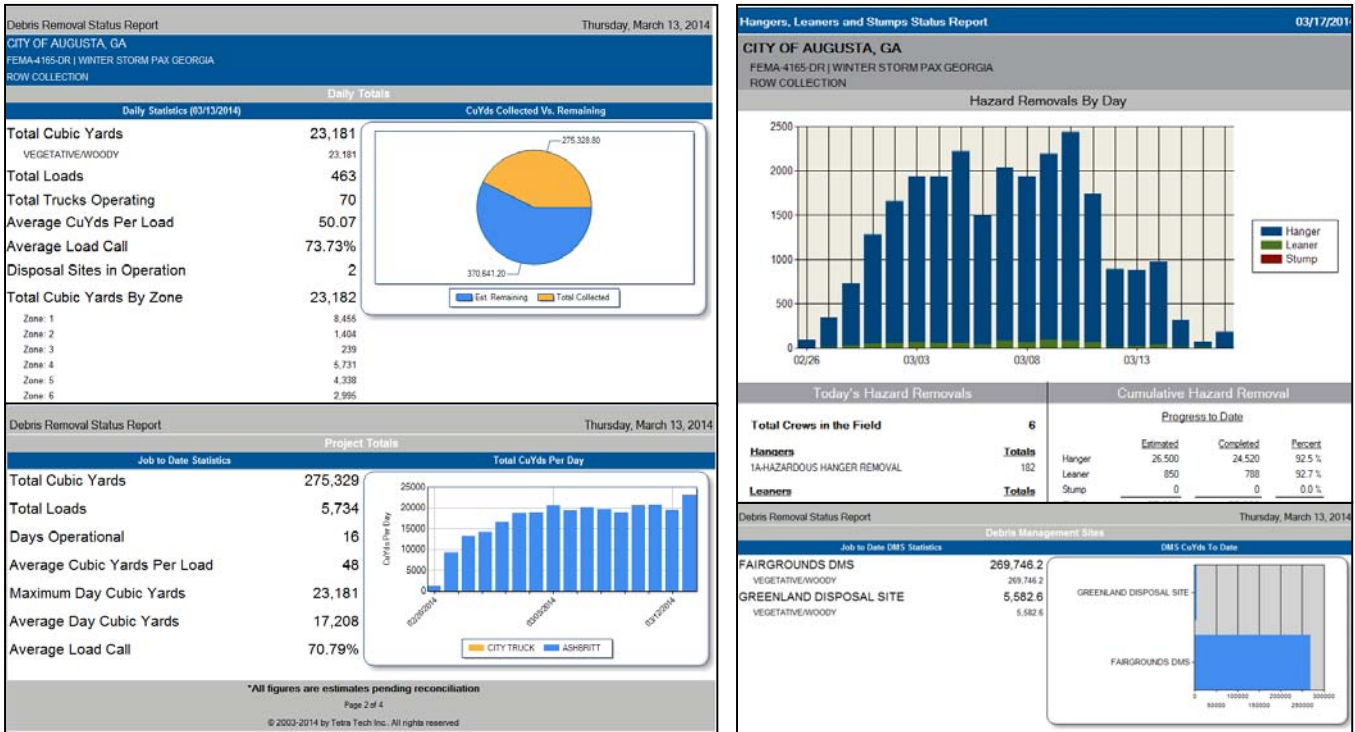 Debris Removal Status Report Thursday, March 13, 2014
CITY OF AUGUSTA, GA
FEMA-4165-DR | WINTER STORM PAX GEORGIA
ROW COLLECTION
Daily Totals
Daily Statistics (03/13/2014) CuYds Collected Vs. Remaining
Total Cubic Yards 23,181
VEGETATIVE/WOODY 23,181
Total Loads 463
Total Trucks Operating 70
Average CuYds Per Load 50.07
Average Load Call 73.73%
Disposal Sites in Operation 2
Total Cubic Yards By Zone 23,182
Zone: 1 8,455
Zone: 2 1,404
Zone: 3 239
Zone: 4 5,731
Zone: 5 4,338
Zone: 6 2,995
275,328.80
370,641.20
Est. Remaining Total Collected
Debris Removal Status Report Thursday, March 13, 2014
Project Totals
Job to Date Statistics Total CuYds Per Day
Total Cubic Yards 275,329
Total Loads 5,734
Days Operational 16
Average Cubic Yards Per Load 48
Maximum Day Cubic Yards 23,181
Average Day Cubic Yards 17,208
Average Load Call 70.79%
CuYds Per Day
25000
20000
15000
10000
5000
0
03/12/2014
CITY TRUCK ASHBRITT
*All figures are estimates pending reconciliation
Page 2 of 4
© 2003-2014 by Tetra Tech Inc.. All rights reserved
Hangers, Leaners and Stumps Status Report 03/17/201
CITY OF AUGUSTA, GA
FEMA-4165-DR | WINTER STORM PAX GEORGIA
ROW COLLECTION
Hazard Removals By Day
2500
2000
1500
1000
500
0
02/26 03/03 03/08 03/13
Hanger
Leaner
Stump
Today's Hazard Removals Cumulative Hazard Removal
Total Crews in the Field 6
Hangers Totals
1A-HAZARDOUS HANGER REMOVAL 182
Leaners Totals
Progress to Date
Estimated Completed Percent
Hanger 26,500 24,520 92.5 %
Leaner 850 788 92.7 %
Stump 0 0 0.0 %
Debris Removal Status Report Thursday, March 13, 2014
Debris Management Sites
Job to Date DMS Statistics DMS CuYds To Date
FAIRGROUNDS DMS 269,746.2
VEGETATIVE/WOODY 269,746.2
GREENLAND DISPOSAL SITE 5,582.6
VEGETATIVE/WOODY 5,582.6
GREENLAND DISPOSAL SITE
FAIRGROUNDS DMS
0 100000 200000 300000
50000 150000 250000